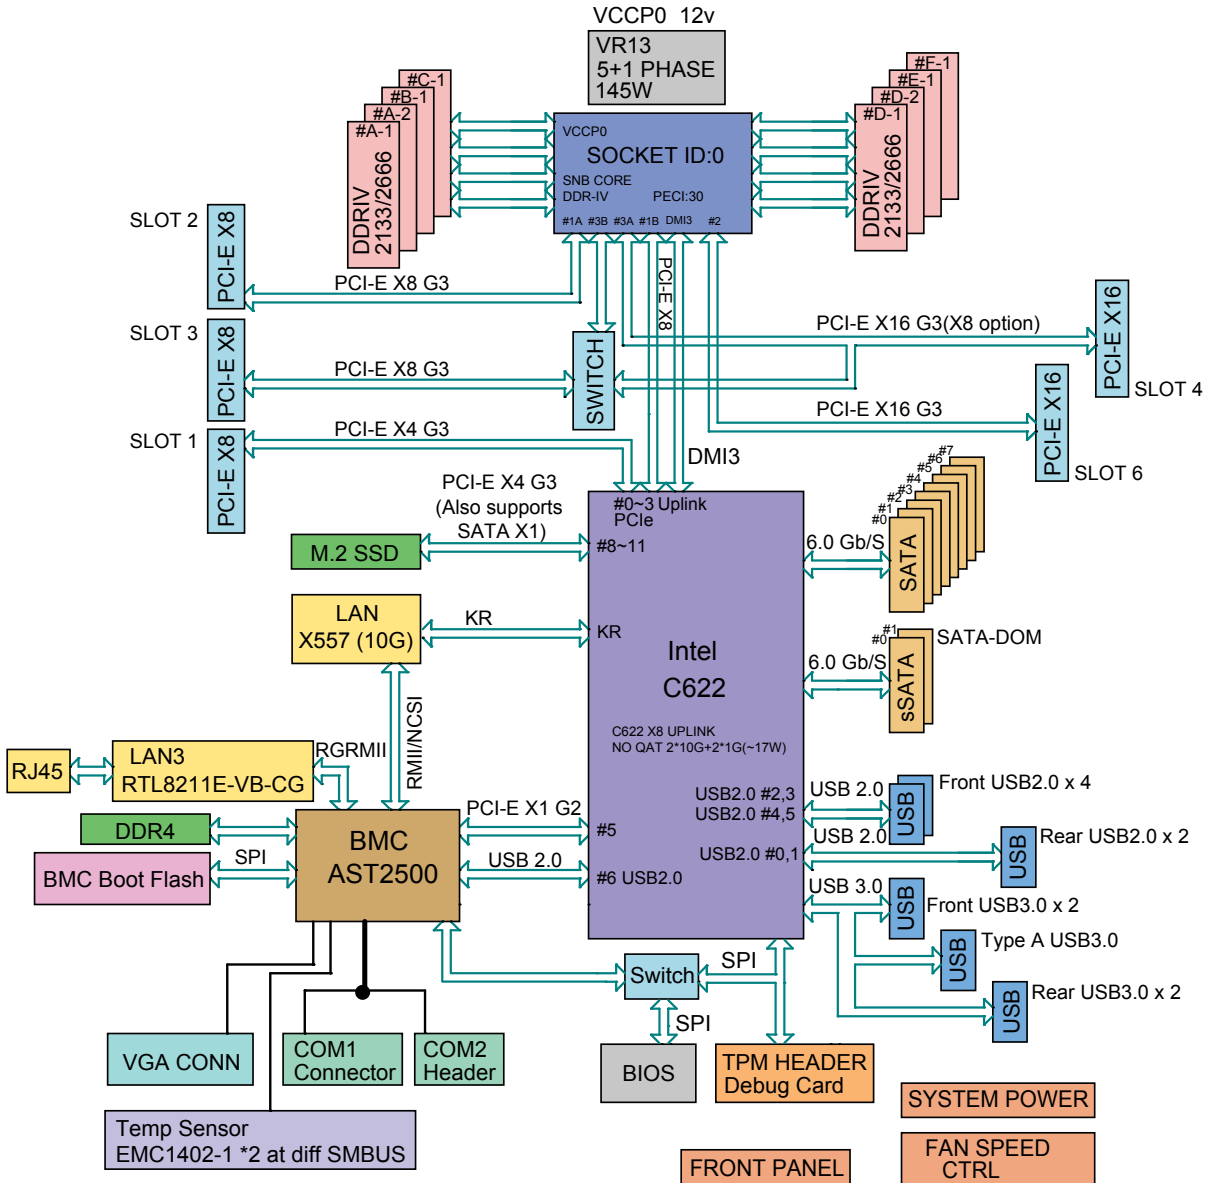 VCCP0 12v
VR13
5+1 PHASE
145W
#C-1
#B-1
#A-2
#A-1
DDRIV
2133/2666
#F-1
#E-1
#D-2
#D-1
DDRIV
2133/2666
VCCP0
SOCKET ID:0
SNB CORE
DDR-IV
PECI:30
#1A #3B #3A #1B DMI3 #2
SLOT 2
PCI-E X8
PCI-E X8 G3
PCI-E X8
SLOT 3
PCI-E X8
PCI-E X8 G3
SWITCH
PCI-E X16 G3(X8 option)
PCI-E X16
SLOT 4
PCI-E X16 G3
PCI-E X16
SLOT 6
SLOT 1
PCI-E X8
PCI-E X4 G3
DMI3
PCI-E X4 G3
(Also supports
SATA X1)
M.2 SSD
#0~3 Uplink
PCIe
#8~11
6.0 Gb/S
#7
#6
#5
#4
#3
#2
#1
#0
SATA
LAN
X557 (10G)
KR
KR
Intel
C622
6.0 Gb/S
#1
#0
sSATA
SATA-DOM
C622 X8 UPLINK
NO QAT 2*10G+2*1G(~17W)
RMII/NCSI
RJ45
LAN3
RTL8211E-VB-CG
RGRMII
USB2.0 #2,3
USB2.0 #4,5
USB 2.0
USB
Front USB2.0 x 4
USB2.0 #0,1
USB 2.0
USB
Rear USB2.0 x 2
DDR4
BMC
AST2500
PCI-E X1 G2
#5
BMC Boot Flash
SPI
USB 2.0
#6 USB2.0
USB 3.0
USB
Front USB3.0 x 2
USB
Type A USB3.0
USB
Rear USB3.0 x 2
Switch
SPI
SPI
VGA CONN
COM1
Connector
COM2
Header
BIOS
TPM HEADER
Debug Card
SYSTEM POWER
Temp Sensor
EMC1402-1 *2 at diff SMBUS
FRONT PANEL
FAN SPEED
CTRL